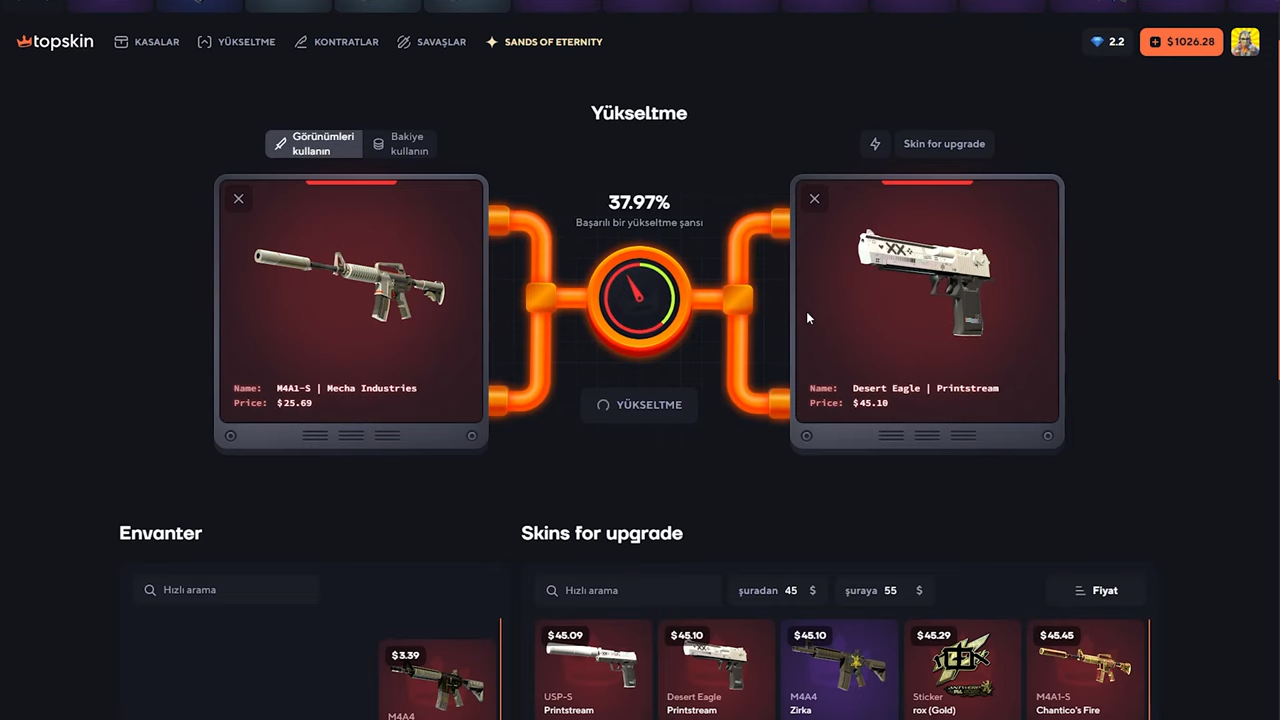 topskin
KASALAR
YÜKSELTME
KONTRATLAR
SAVAŞLAR
SANDS OF ETERNITY
2.2
$1026.28
Yükseltme
Görünümleri
kullanın
Bakiye
kullanın
Skin for upgrade
37.97%
Başarılı bir yükseltme şansı
Name: M4A1-S | Mecha Industries
Price: $25.69
Name: Desert Eagle | Printstream
Price: $45.10
YÜKSELTME
Envanter
Skins for upgrade
Hızlı arama
Hızlı arama
şuradan 45 $
şuraya 55 $
Fiyat
$3.39
M4A4
$45.09
USP-S
Printstream
$45.10
Desert Eagle
Printstream
$45.10
M4A4
Zirka
$45.29
Sticker
rox (Gold)
$45.45
M4A1-S
Chantico's Fire